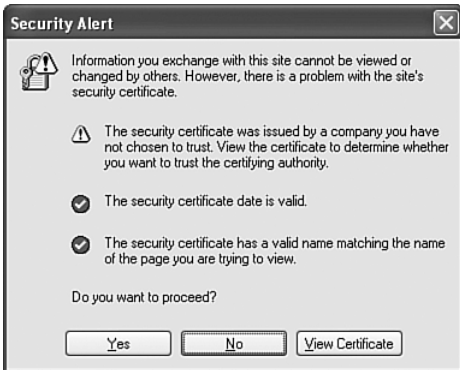 Security Alert
Information you exchange with this site cannot be viewed or
changed by others. However, there is a problem with the site's
security certificate.
The security certificate was issued by a company you have
not chosen to trust. View the certificate to determine whether
you want to trust the certifying authority.
The security certificate date is valid.
The security certificate has a valid name matching the name
of the page you are trying to view.
Do you want to proceed?
Yes No View Certificate